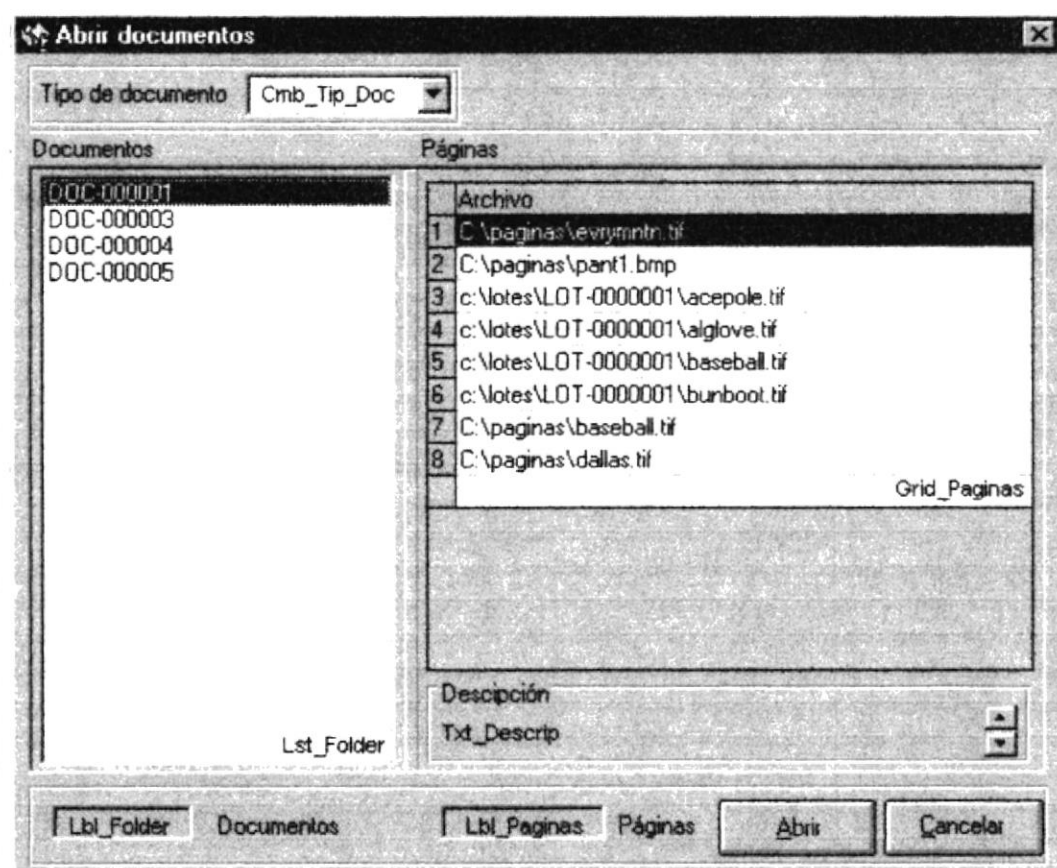 Abrir documentos
Tipo de documento Cmb_Tip_Doc
Documentos
DOC-000001
DOC-000003
DOC-000004
DOC-000005
Lst_Folder
Páginas
Archivo
1 C:\paginas\evrymntn.tif
2 C:\paginas\pant1.bmp
3 c:\lotes\LOT-0000001\acepole.tif
4 c:\lotes\LOT-0000001\alglove.tif
5 c:\lotes\LOT-0000001\baseball.tif
6 c:\lotes\LOT-0000001\bunboot.tif
7 C:\paginas\baseball.tif
8 C:\paginas\dallas.tif
Grid_Paginas
Descipción
Txt_Descrip
Lbl_Folder Documentos Lbl_Paginas Páginas Abrir Cancelar